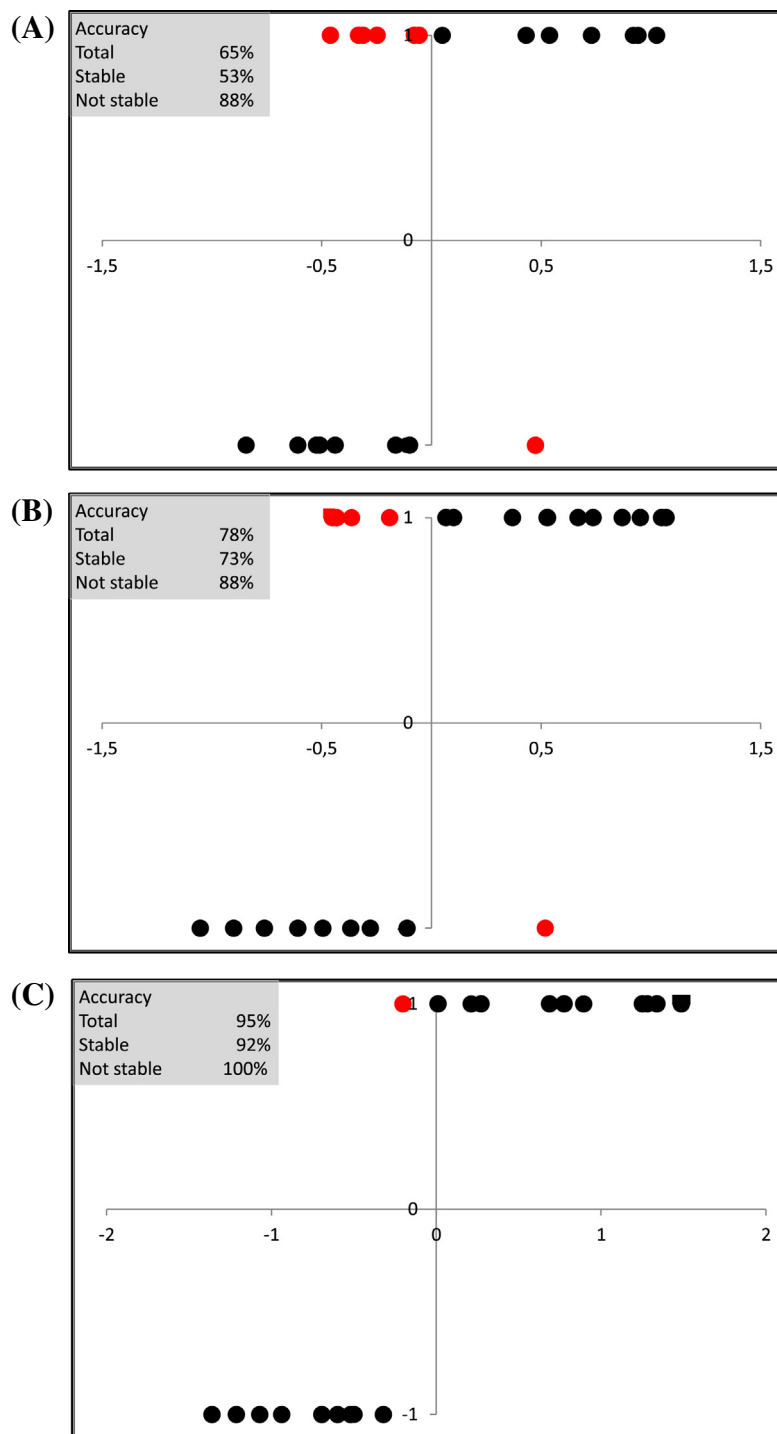 (A)
Accuracy
Total 65%
Stable 53%
Not stable 88%
1
0
-1,5 -0,5 0,5 1,5
(B)
Accuracy
Total 78%
Stable 73%
Not stable 88%
1
0
-1,5 -0,5 0,5 1,5
(C)
Accuracy
Total 95%
Stable 92%
Not stable 100%
1
0
-2 -1 0 1 2
-1